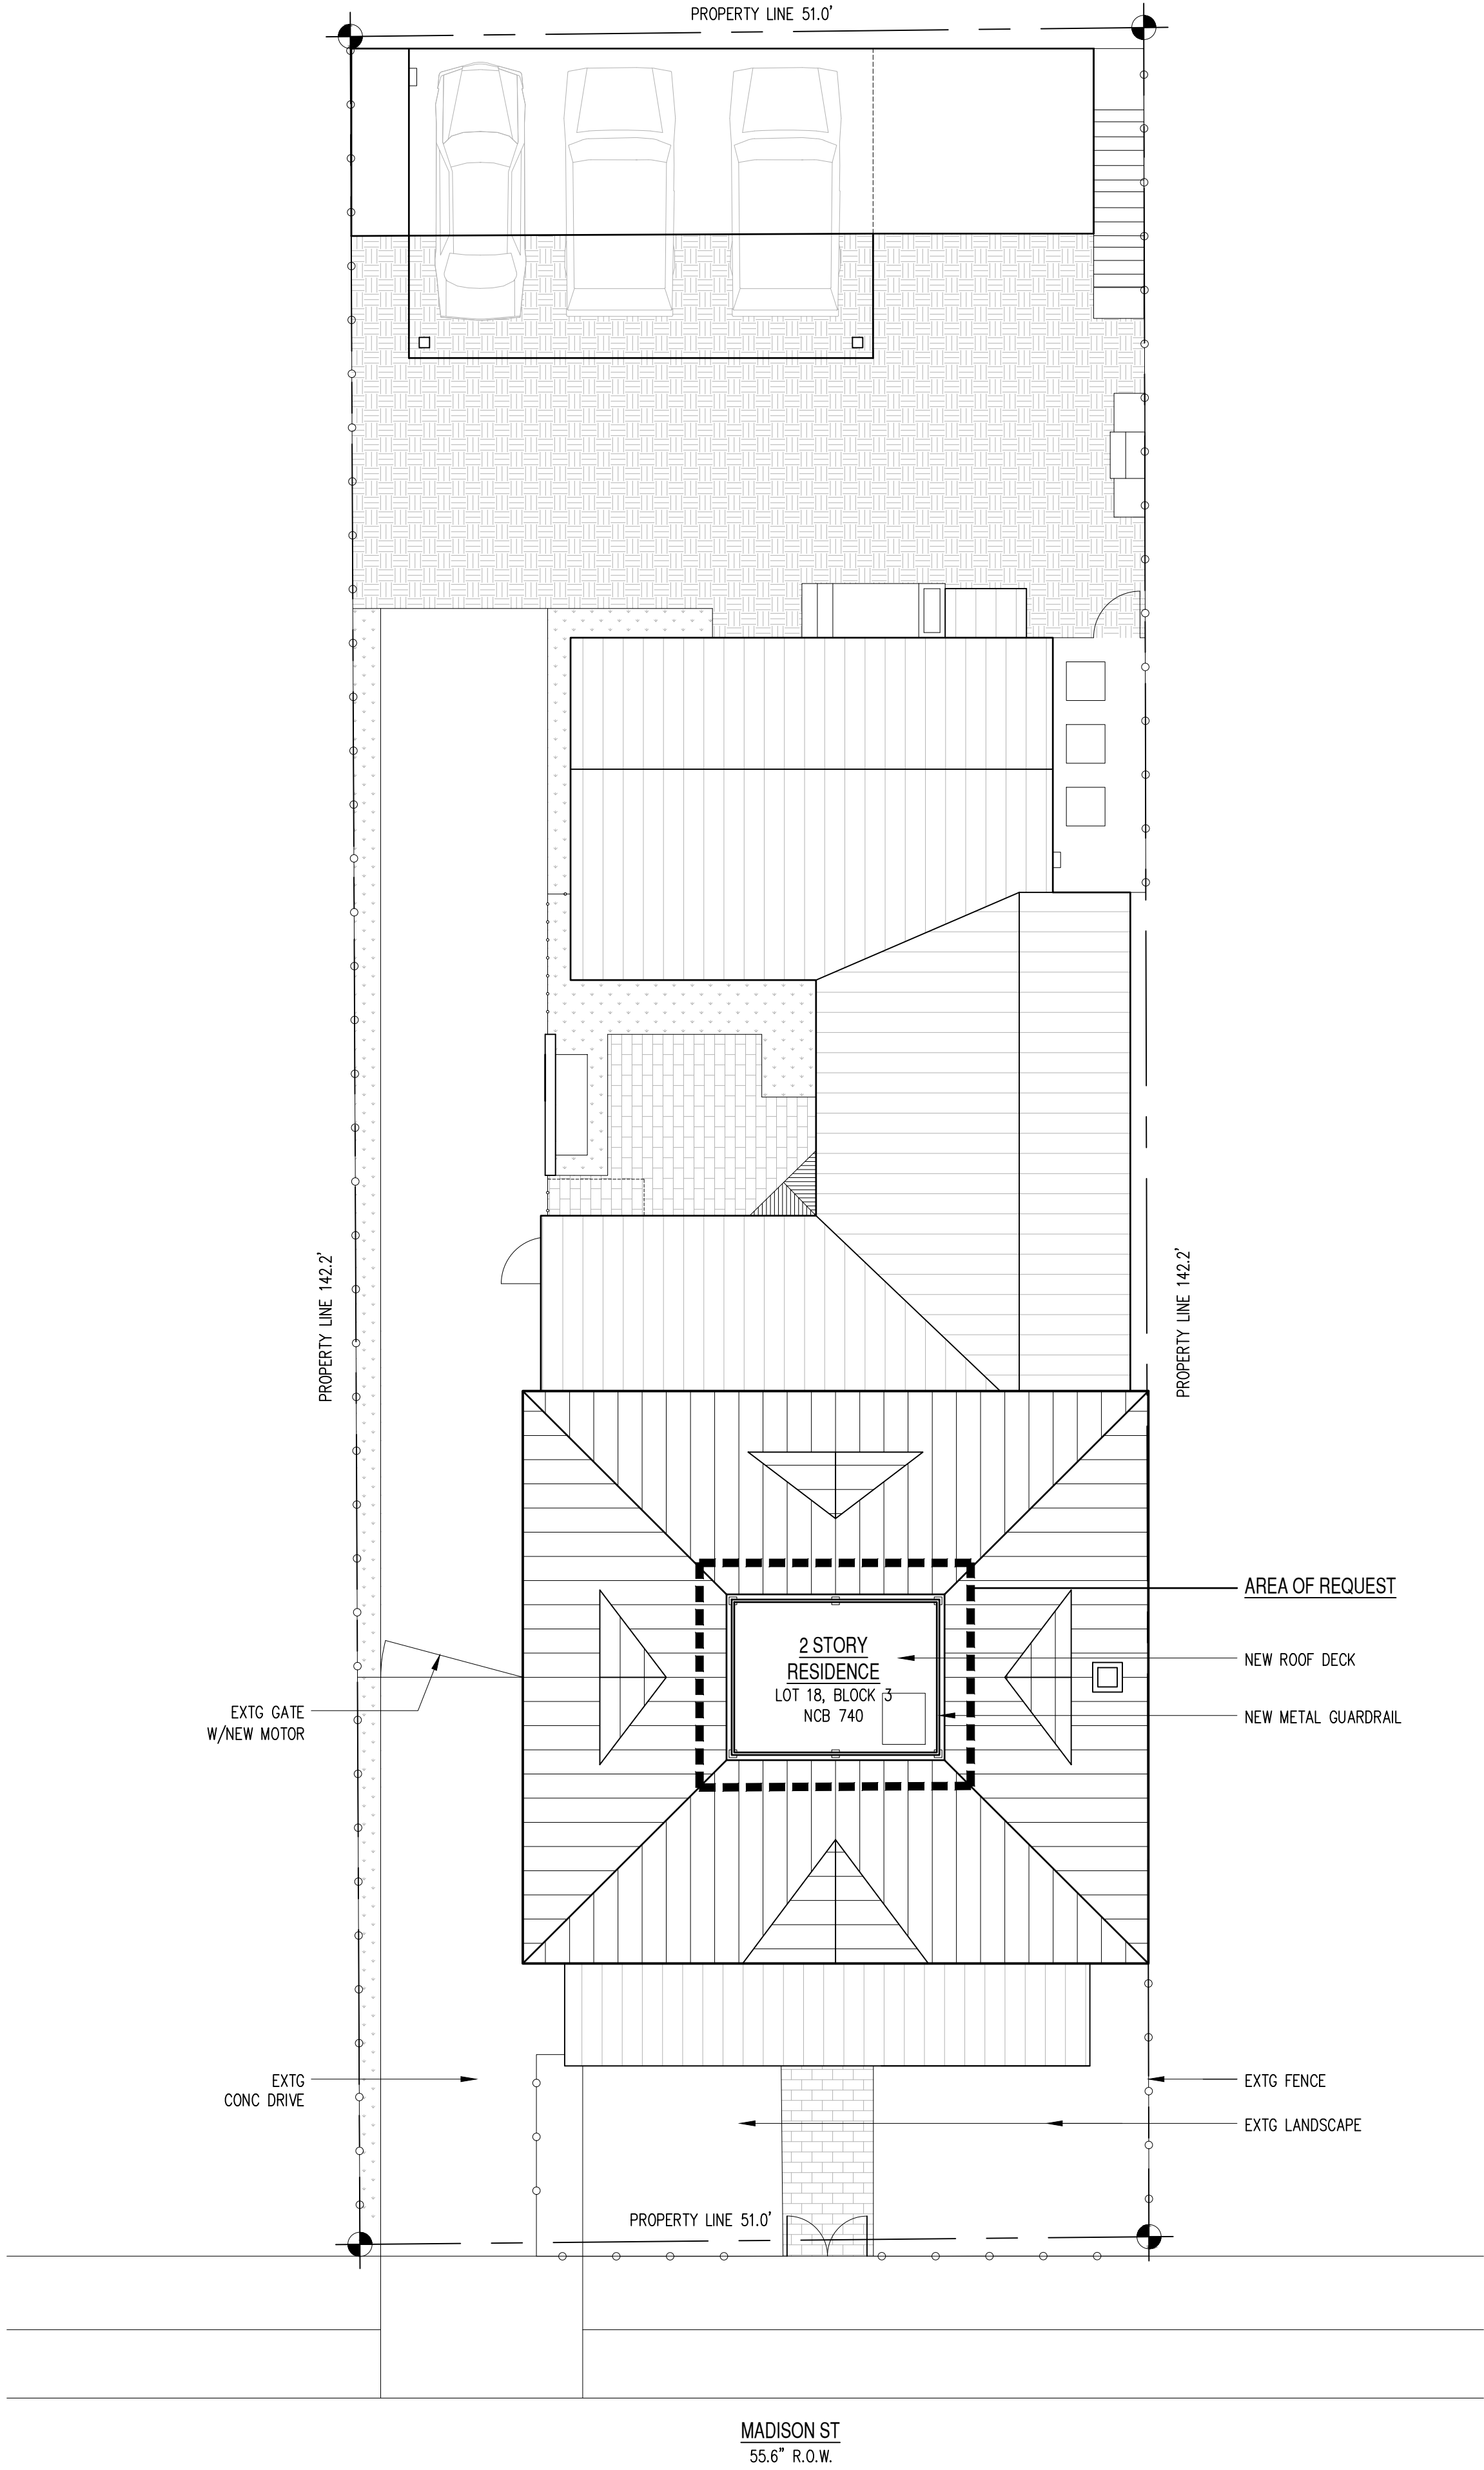 PROPERTY LINE 51.0'
PROPERTY LINE 142.2'
PROPERTY LINE 142.2'
AREA OF REQUEST
2 STORY
RESIDENCE
LOT 18, BLOCK 3
NCB 740
NEW ROOF DECK
NEW METAL GUARDRAIL
EXTG GATE
W/NEW MOTOR
EXTG
CONC DRIVE
EXTG FENCE
EXTG LANDSCAPE
PROPERTY LINE 51.0'
MADISON ST
55.6" R.O.W.